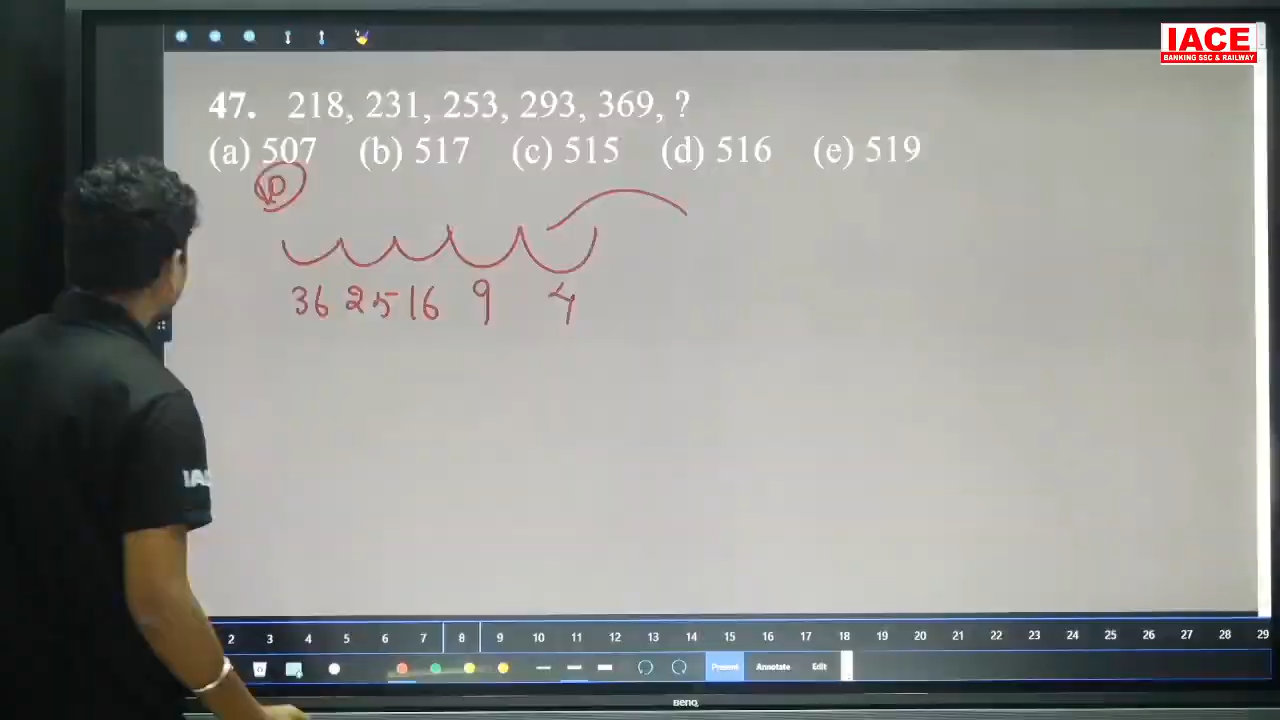 IACE
BANKING SSC & RAILWAY
47. 218, 231, 253, 293, 369, ?
(a) 507 (b) 517 (c) 515 (d) 516 (e) 519
36 25 16 9 4
2 3 4 5 6 7 8 9 10 11 12 13 14 15 16 17 18 19 20 21 22 23 24 25 26 27 28 29
Present Annotate Edit
BenQ